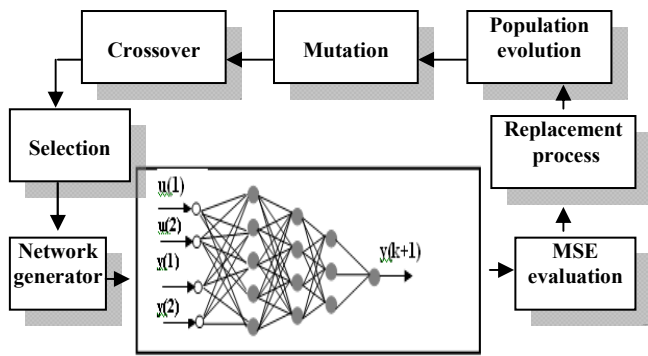 Crossover
Mutation
Population
evolution
Selection
Replacement
process
Network
generator
u(1)
u(2)
y(1)
y(2)
y(k+1)
MSE
evaluation